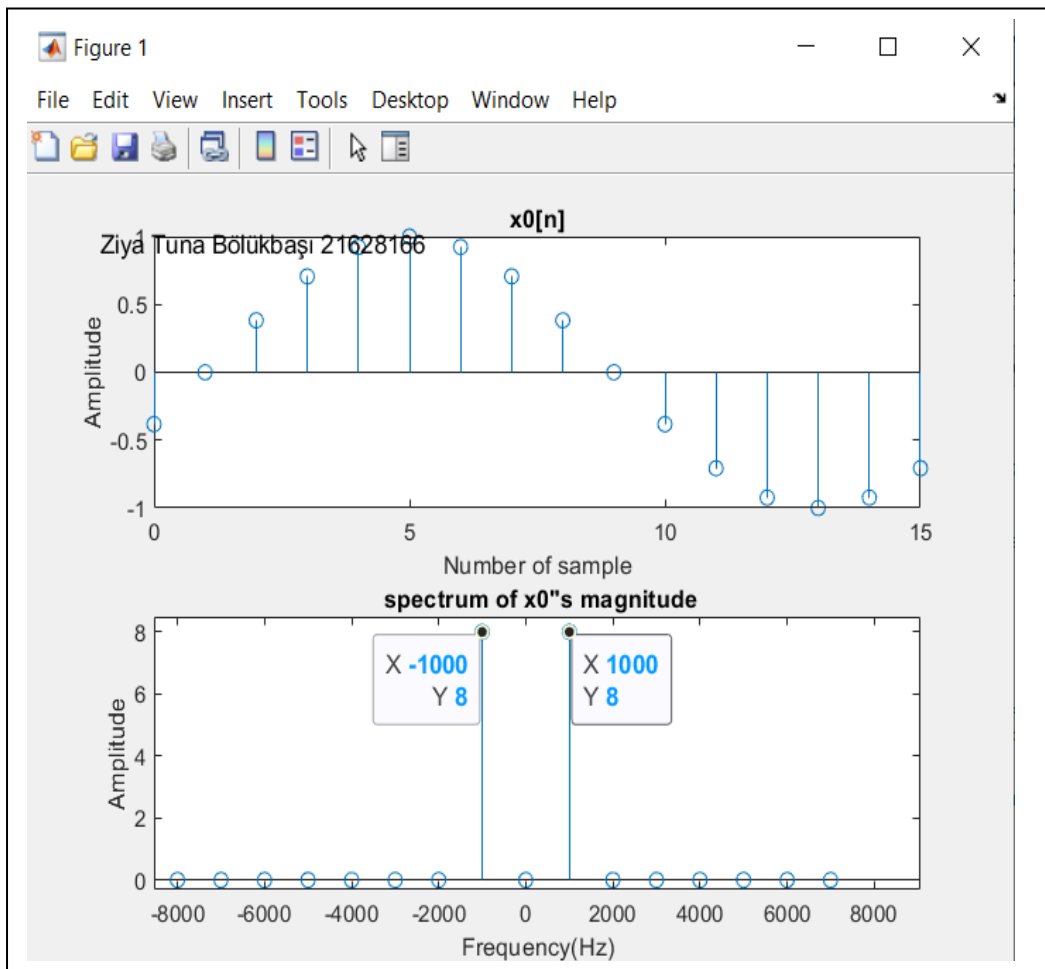 Figure 1
File Edit View Insert Tools Desktop Window Help
x0[n]
Ziya Tuna Bölükbaşı 21628166
1
0.5
0
-0.5
-1
Amplitude
0 5 10 15
Number of sample
spectrum of x0"s magnitude
8
6
4
2
0
Amplitude
X -1000
Y 8
X 1000
Y 8
-8000 -6000 -4000 -2000 0 2000 4000 6000 8000
Frequency(Hz)